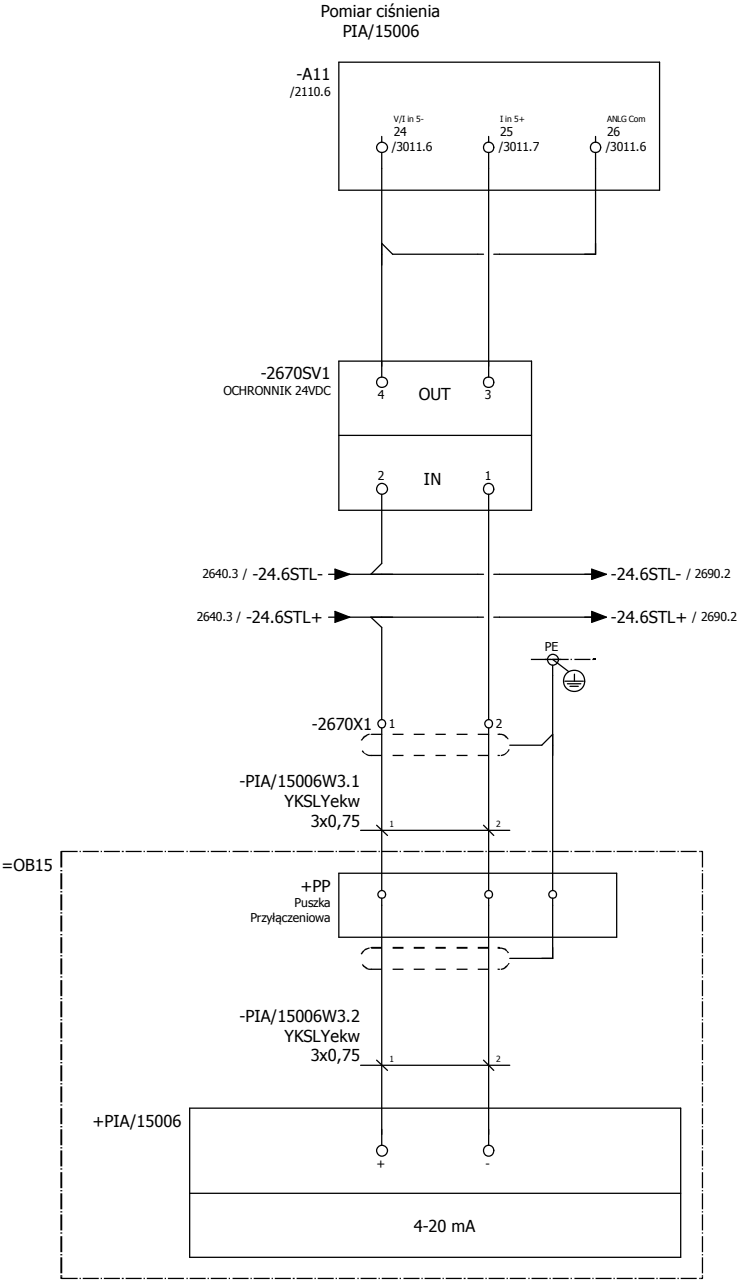 Pomiar ciśnienia
PIA/15006
-A11
/2110.6
V/I in 5-
24
/3011.6
I in 5+
25
/3011.7
ANLG Com
26
/3011.6
-2670SV1
OCHRONNIK 24VDC
4
OUT
3
2
IN
1
2640.3 / -24.6STL-
-24.6STL- / 2690.2
2640.3 / -24.6STL+
-24.6STL+ / 2690.2
PE
-2670X1
1
2
-PIA/15006W3.1
YKSLYekw
3x0,75
1
2
=OB15
+PP
Puszka
Przyłączeniowa
-PIA/15006W3.2
YKSLYekw
3x0,75
1
2
+PIA/15006
+
-
4-20 mA